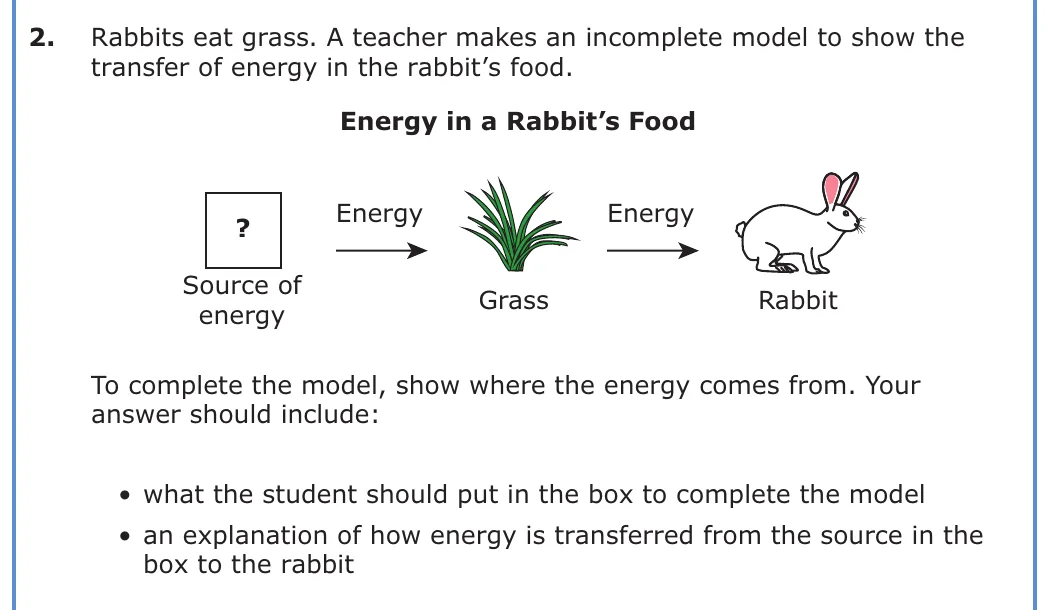 2. Rabbits eat grass. A teacher makes an incomplete model to show the
transfer of energy in the rabbit’s food.
Energy in a Rabbit’s Food
?
Source of
energy
Energy
Grass
Energy
Rabbit
To complete the model, show where the energy comes from. Your
answer should include:
• what the student should put in the box to complete the model
• an explanation of how energy is transferred from the source in the
box to the rabbit